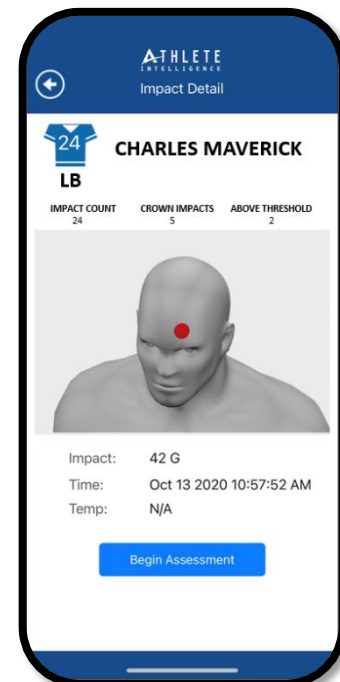 ATHLETE
INTELLIGENCE
Impact Detail
24
CHARLES MAVERICK
LB
IMPACT COUNT CROWN IMPACTS ABOVE THRESHOLD
24 5 2
Impact: 42 G
Time: Oct 13 2020 10:57:52 AM
Temp: N/A
Begin Assessment